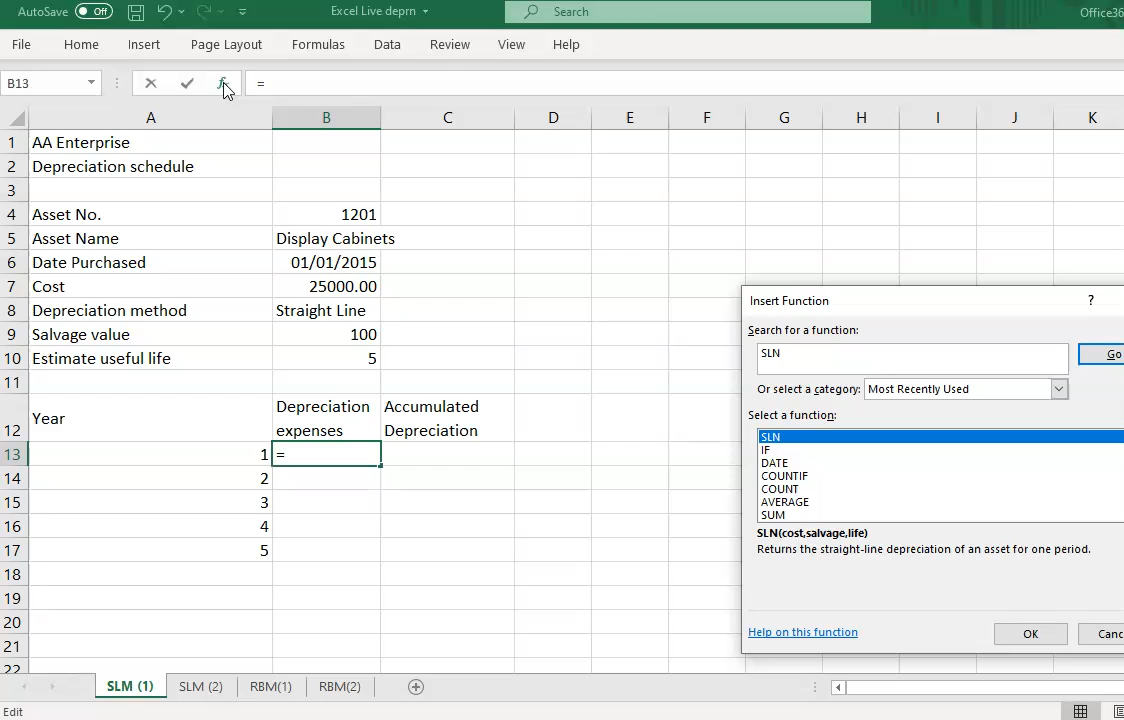 AutoSave Off Excel Live deprn Search Office36
File Home Insert Page Layout Formulas Data Review View Help
B13 =
A B C D E F G H I J K
1 AA Enterprise
2 Depreciation schedule
3
4 Asset No. 1201
5 Asset Name Display Cabinets
6 Date Purchased 01/01/2015
7 Cost 25000.00
8 Depreciation method Straight Line
9 Salvage value 100
10 Estimate useful life 5
11
12 Year Depreciation expenses Accumulated Depreciation
13 1 =
14 2
15 3
16 4
17 5
18
19
20
21
22
Insert Function ?
Search for a function:
SLN
Go
Or select a category: Most Recently Used
Select a function:
SLN
IF
DATE
COUNTIF
COUNT
AVERAGE
SUM
SLN(cost,salvage,life)
Returns the straight-line depreciation of an asset for one period.
Help on this function OK Canc
SLM (1) SLM (2) RBM(1) RBM(2)
Edit